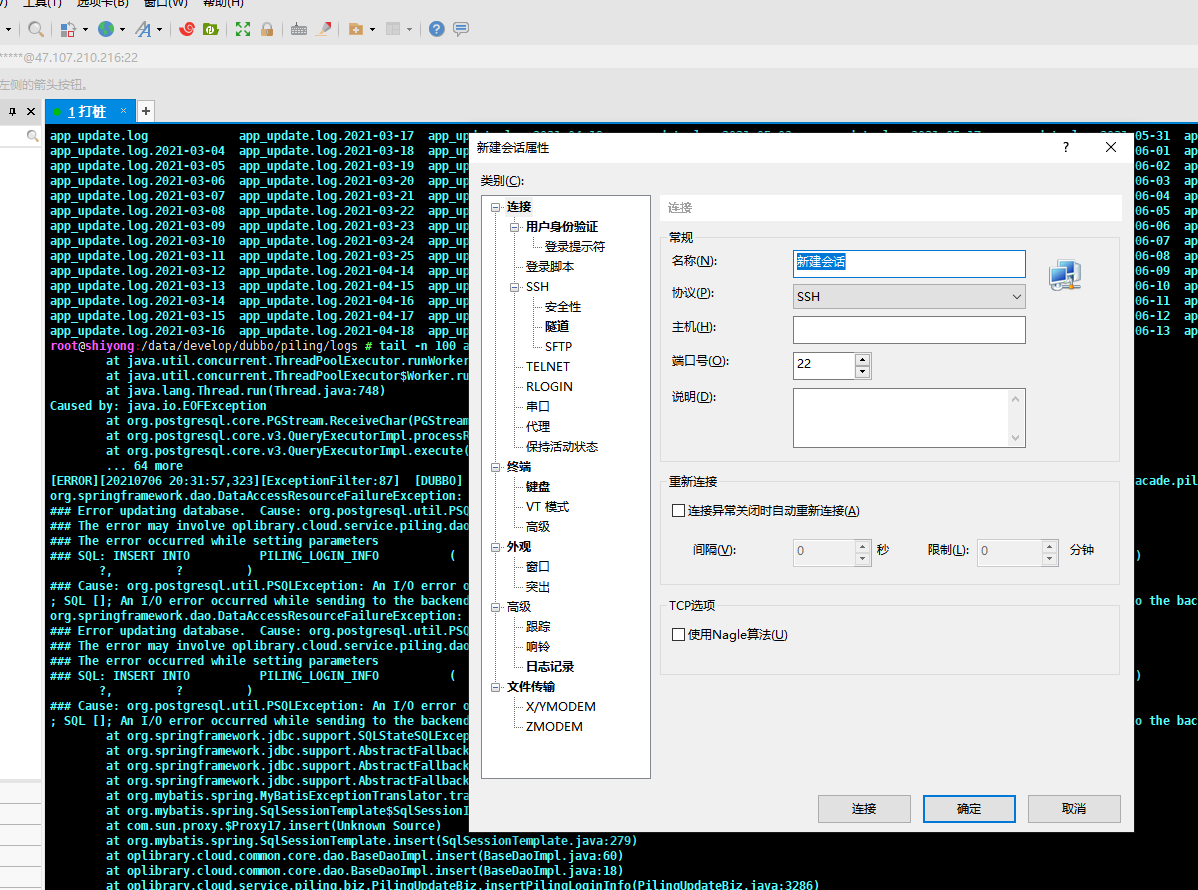 工具(T) 选项卡(B) 窗口(W) 帮助(H)
*****@47.107.210.216:22
左侧的箭头按钮。
1 打桩
app_update.log app_update.log.2021-03-17
app_update.log.2021-03-04 app_update.log.2021-03-18
app_update.log.2021-03-05 app_update.log.2021-03-19
app_update.log.2021-03-06 app_update.log.2021-03-20
app_update.log.2021-03-07 app_update.log.2021-03-21
app_update.log.2021-03-08 app_update.log.2021-03-22
app_update.log.2021-03-09 app_update.log.2021-03-23
app_update.log.2021-03-10 app_update.log.2021-03-24
app_update.log.2021-03-11 app_update.log.2021-03-25
app_update.log.2021-03-12 app_update.log.2021-04-14
app_update.log.2021-03-13 app_update.log.2021-04-15
app_update.log.2021-03-14 app_update.log.2021-04-16
app_update.log.2021-03-15 app_update.log.2021-04-17
app_update.log.2021-03-16 app_update.log.2021-04-18
05-31
06-01
06-02
06-03
06-04
06-05
06-06
06-07
06-08
06-09
06-10
06-11
06-12
06-13
root@shiyong:/data/develop/dubbo/piling/logs # tail -n 100 a
at java.util.concurrent.ThreadPoolExecutor.runWorker
at java.util.concurrent.ThreadPoolExecutor$Worker.ru
at java.lang.Thread.run(Thread.java:748)
Caused by: java.io.EOFException
at org.postgresql.core.PGStream.ReceiveChar(PGStream
at org.postgresql.core.v3.QueryExecutorImpl.processR
at org.postgresql.core.v3.QueryExecutorImpl.execute(
... 64 more
[ERROR][20210706 20:31:57,323][ExceptionFilter:87] [DUBBO] acade.pil
org.springframework.dao.DataAccessResourceFailureException:
### Error updating database. Cause: org.postgresql.util.PSQ
### The error may involve oplibrary.cloud.service.piling.dao
### The error occurred while setting parameters
### SQL: INSERT INTO PILING_LOGIN_INFO ( )
?, ? )
### Cause: org.postgresql.util.PSQLException: An I/O error o
; SQL []; An I/O error occurred while sending to the backend o the bac
org.springframework.dao.DataAccessResourceFailureException:
### Error updating database. Cause: org.postgresql.util.PSQ
### The error may involve oplibrary.cloud.service.piling.dao
### The error occurred while setting parameters
### SQL: INSERT INTO PILING_LOGIN_INFO ( )
?, ? )
### Cause: org.postgresql.util.PSQLException: An I/O error o
; SQL []; An I/O error occurred while sending to the backend o the bac
at org.springframework.jdbc.support.SQLStateSQLExcep
at org.springframework.jdbc.support.AbstractFallback
at org.springframework.jdbc.support.AbstractFallback
at org.springframework.jdbc.support.AbstractFallback
at org.mybatis.spring.MyBatisExceptionTranslator.tra
at org.mybatis.spring.SqlSessionTemplate$SqlSessionI
at com.sun.proxy.$Proxy17.insert(Unknown Source)
at org.mybatis.spring.SqlSessionTemplate.insert(SqlSessionTemplate.java:279)
at oplibrary.cloud.common.core.dao.BaseDaoImpl.insert(BaseDaoImpl.java:60)
at oplibrary.cloud.common.core.dao.BaseDaoImpl.insert(BaseDaoImpl.java:18)
at oplibrary.cloud.service.piling.biz.PilingUpdateBiz.insertPilingLoginInfo(PilingUpdateBiz.java:3286)
新建会话属性
类别(C):
连接
用户身份验证
登录提示符
登录脚本
SSH
安全性
隧道
SFTP
TELNET
RLOGIN
串口
代理
保持活动状态
终端
键盘
VT 模式
高级
外观
窗口
突出
高级
跟踪
响铃
日志记录
文件传输
X/YMODEM
ZMODEM
连接
常规
名称(N): 新建会话
协议(P): SSH
主机(H):
端口号(O): 22
说明(D):
重新连接
连接异常关闭时自动重新连接(A)
间隔(V): 0 秒 限制(L): 0 分钟
TCP选项
使用Nagle算法(U)
连接 确定 取消